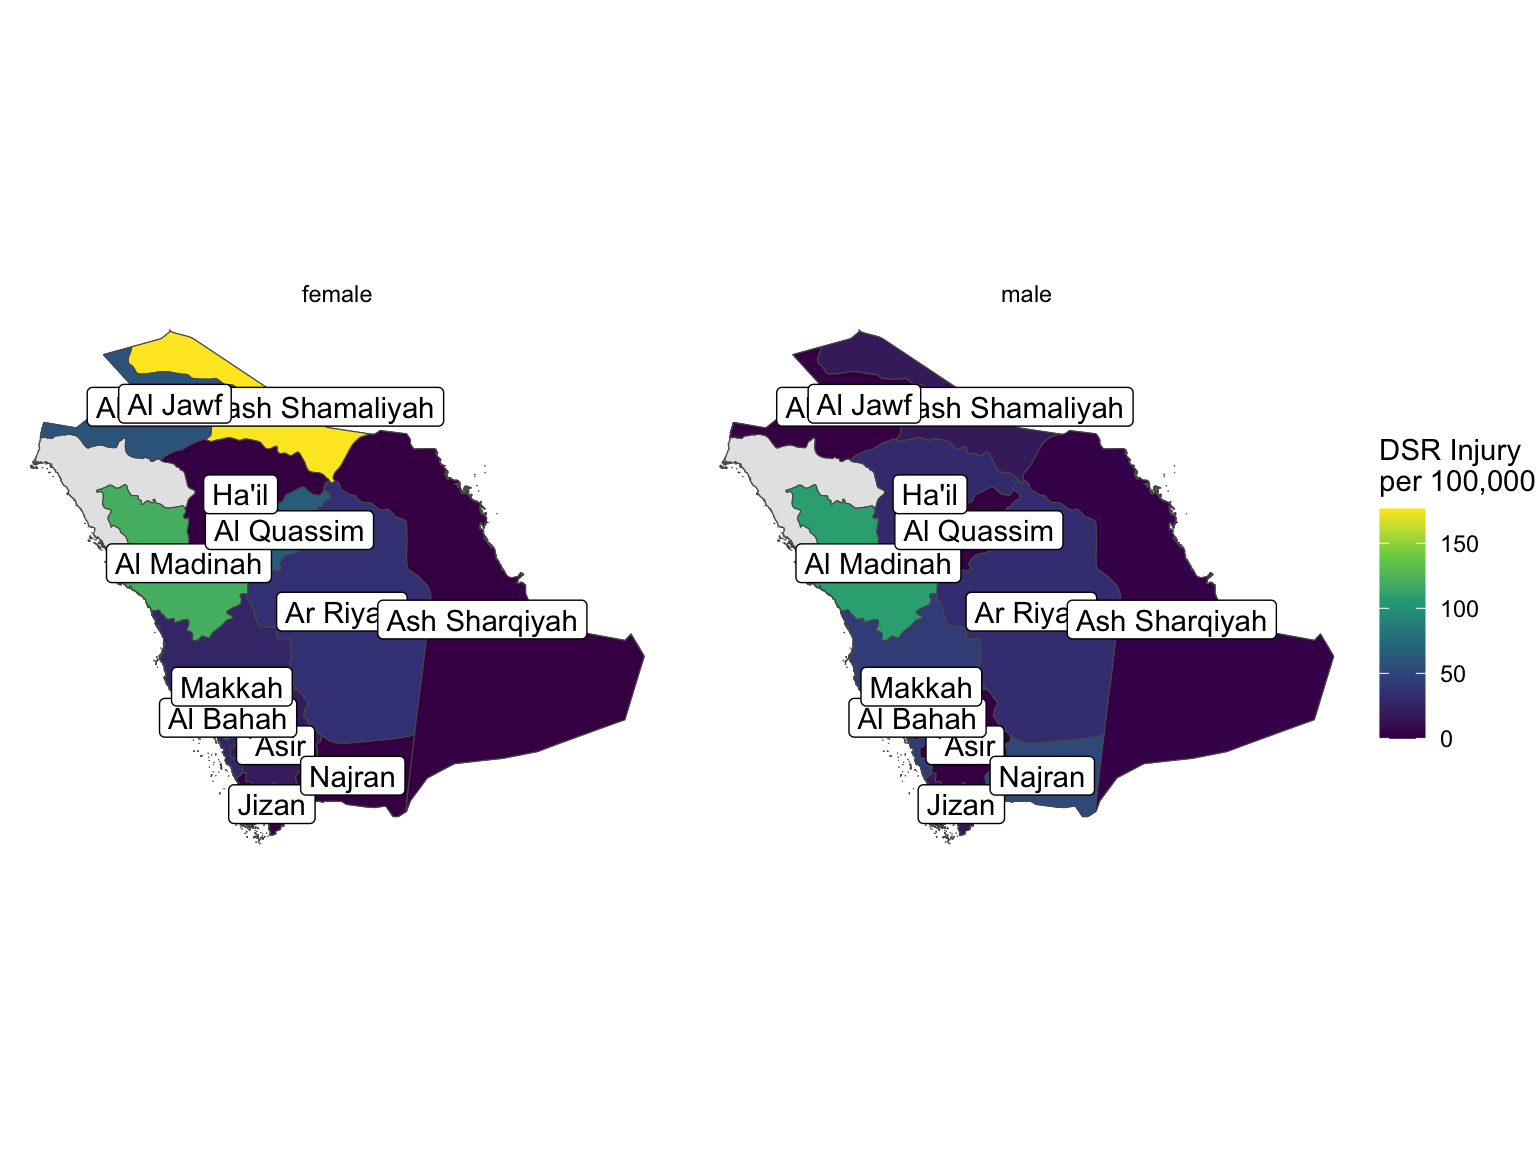 female
male
Al Jawf
ash Shamaliyah
Ha'il
Al Quassim
Al Madinah
Ar Riya
Ash Sharqiyah
Makkah
Al Bahah
Asir
Najran
Jizan
Al Jawf
ash Shamaliyah
Ha'il
Al Quassim
Al Madinah
Ar Riya
Ash Sharqiyah
Makkah
Al Bahah
Asir
Najran
Jizan
DSR Injury
per 100,000
150
100
50
0